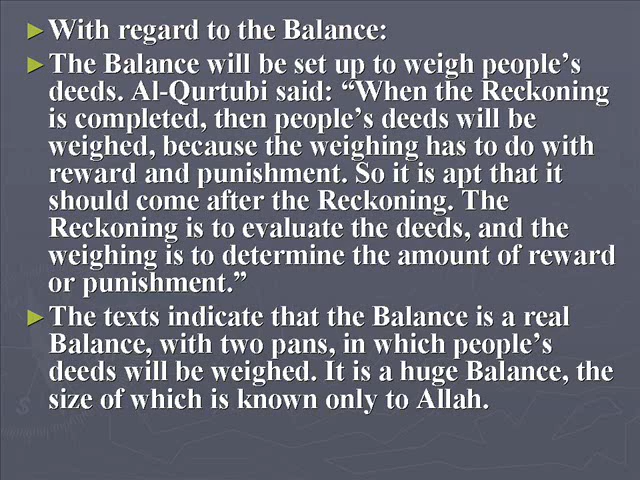 ►With regard to the Balance:
►The Balance will be set up to weigh people’s
deeds. Al-Qurtubi said: “When the Reckoning
is completed, then people’s deeds will be
weighed, because the weighing has to do with
reward and punishment. So it is apt that it
should come after the Reckoning. The
Reckoning is to evaluate the deeds, and the
weighing is to determine the amount of reward
or punishment.”
►The texts indicate that the Balance is a real
Balance, with two pans, in which people’s
deeds will be weighed. It is a huge Balance, the
size of which is known only to Allah.